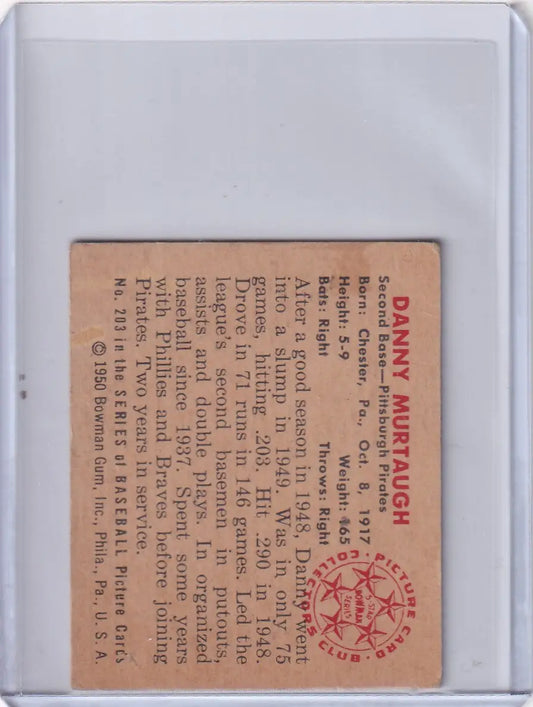 DANNY MURTAUGH
Second Base—Pittsburgh Pirates
Born: Chester, Pa., Oct. 8, 1917
Height: 5-9 Weight: 165
Bats: Right Throws: Right
After a good season in 1948, Danny went
into a slump in 1949. Was in only 75
games, hitting .203. Hit .290 in 1948.
Drove in 71 runs in 146 games. Led the
league's second basemen in putouts,
assists and double plays. In organized
baseball since 1937. Spent some years
with Phillies and Braves before joining
Pirates. Two years in service.
No. 203 in the SERIES of BASEBALL Picture Card's
© 1950 Bowman Gum, Inc., Phila., Pa., U. S. A.
PICTURE CARD
COLLECTORS CLUB
5-STAR
BOWMAN
SERIES